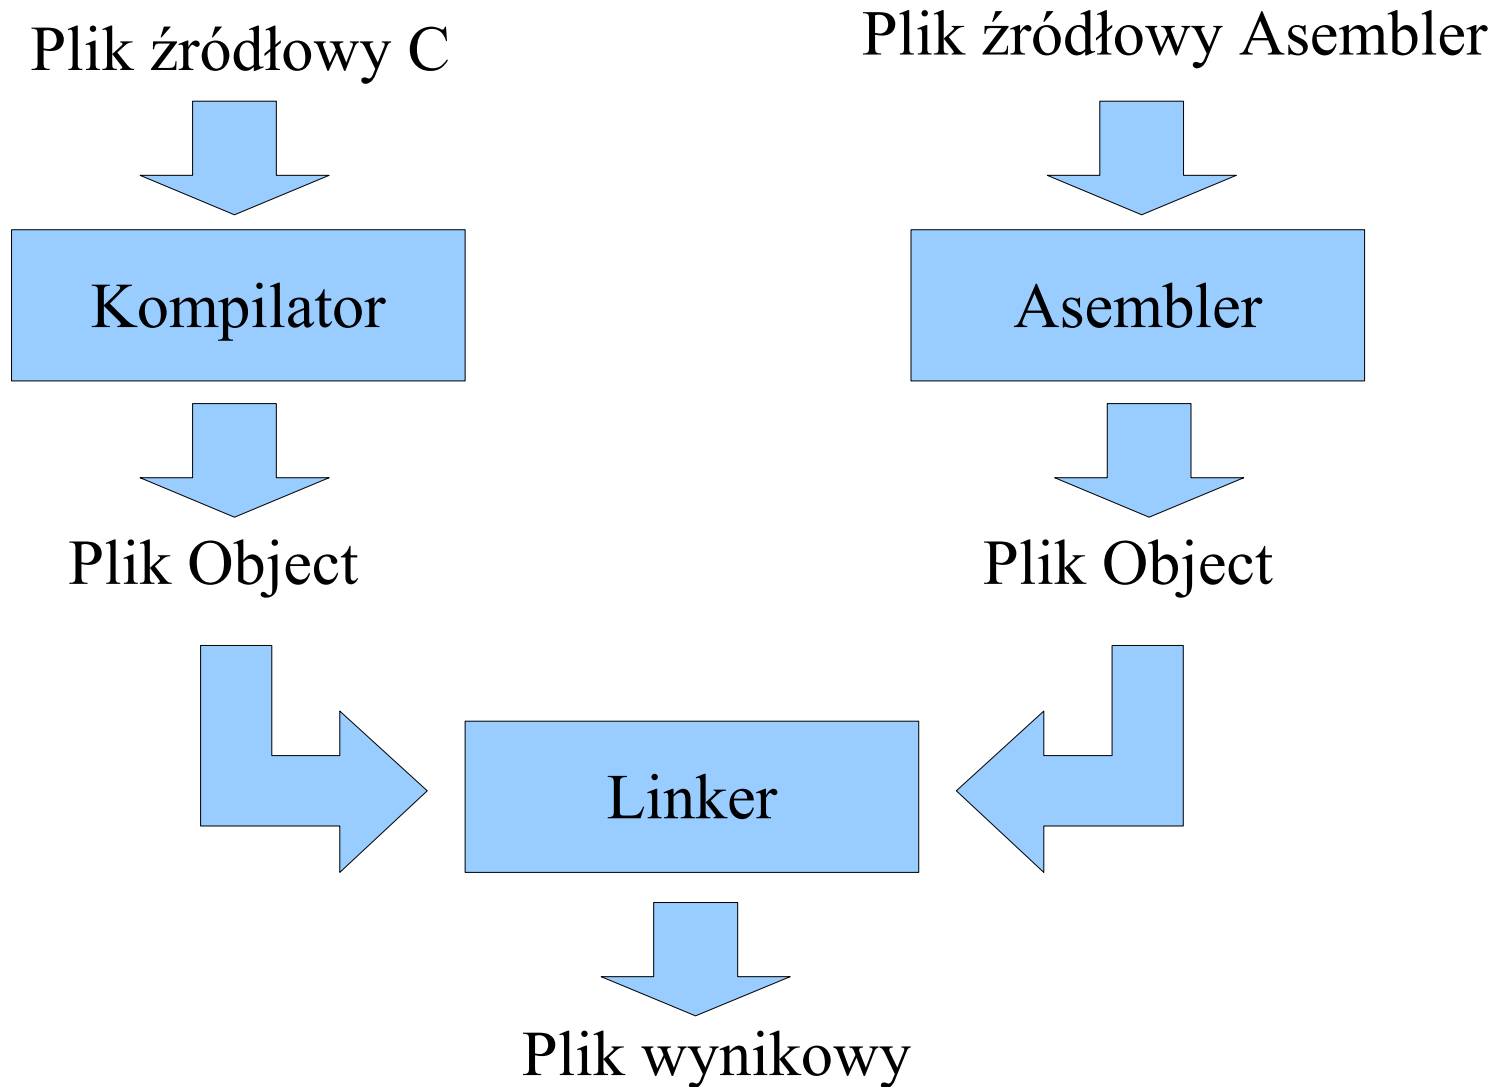 Plik źródłowy C
Plik źródłowy Asembler
Kompilator
Asembler
Plik Object
Plik Object
Linker
Plik wynikowy